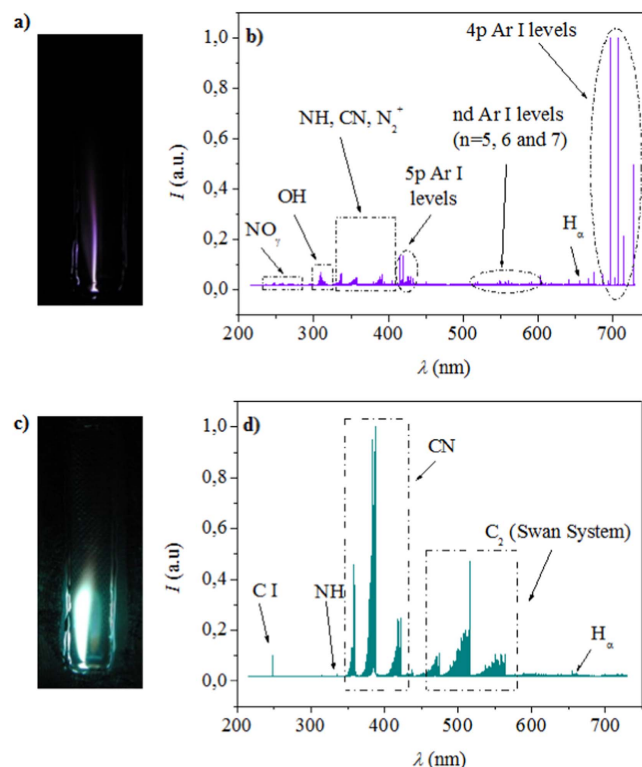 a)
b)
4p Ar I levels
nd Ar I levels
(n=5, 6 and 7)
NH, CN, N₂⁺
5p Ar I
levels
OH
NOᵧ
Hα
I (a.u.)
1,0
0,8
0,6
0,4
0,2
0,0
200 300 400 500 600 700
λ (nm)
c)
d)
CN
C₂ (Swan System)
C I
NH
Hα
I (a.u)
1,0
0,8
0,6
0,4
0,2
0,0
200 300 400 500 600 700
λ (nm)